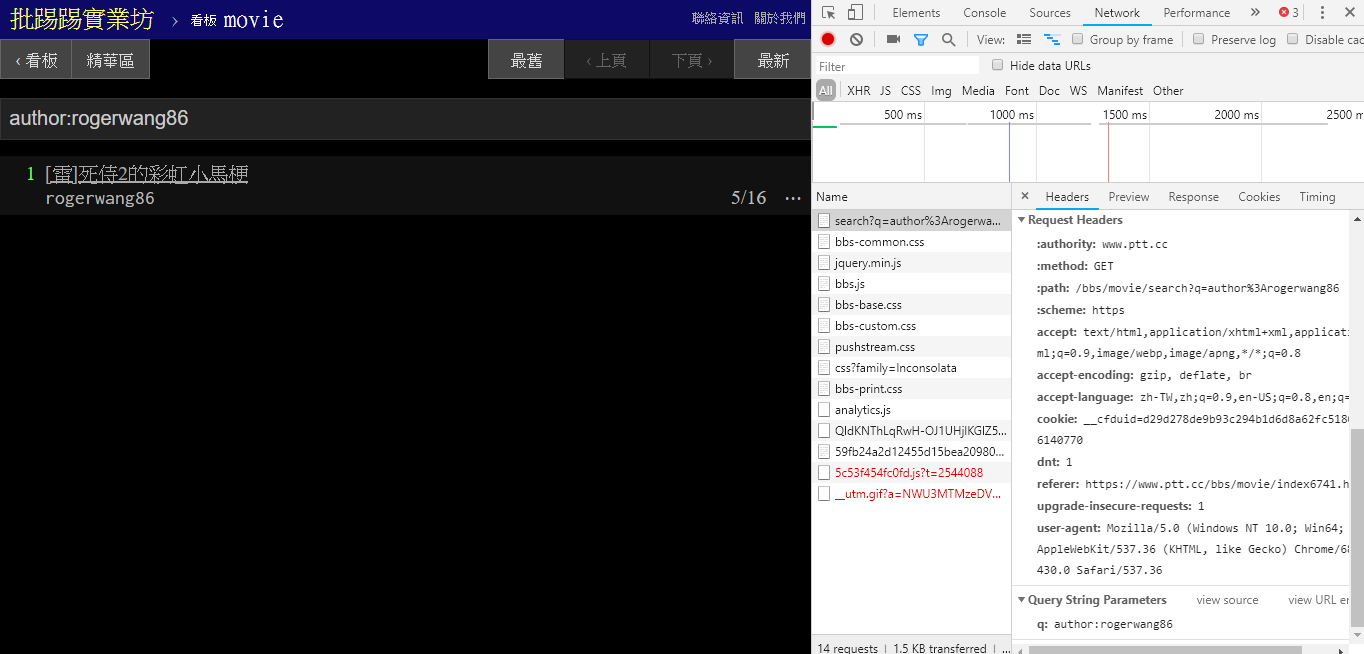 批踢踢實業坊 › 看板 movie 聯絡資訊 關於我們
‹ 看板 精華區 最舊 ‹ 上頁 下頁 › 最新
author:rogerwang86
1 [雷]死侍2的彩虹小馬梗
rogerwang86 5/16 ⋯
Elements Console Sources Network Performance » 3
View: Group by frame Preserve log Disable cac
Filter Hide data URLs
All XHR JS CSS Img Media Font Doc WS Manifest Other
500 ms 1000 ms 1500 ms 2000 ms 2500 m
Name
search?q=author%3Arogerwa...
bbs-common.css
jquery.min.js
bbs.js
bbs-base.css
bbs-custom.css
pushstream.css
css?family=Inconsolata
bbs-print.css
analytics.js
QldKNThLqRwH-OJ1UHjlKGlZ5...
59fb24a2d12455d15bea20980...
5c53f454fc0fd.js?t=2544088
__utm.gif?a=NWU3MTMzeDV...
14 requests | 1.5 KB transferred | ...
× Headers Preview Response Cookies Timing
Request Headers
:authority: www.ptt.cc
:method: GET
:path: /bbs/movie/search?q=author%3Arogerwang86
:scheme: https
accept: text/html,application/xhtml+xml,applicati
ml;q=0.9,image/webp,image/apng,*/*;q=0.8
accept-encoding: gzip, deflate, br
accept-language: zh-TW,zh;q=0.9,en-US;q=0.8,en;q=
cookie: __cfduid=d29d278de9b93c294b1d6d8a62fc518
6140770
dnt: 1
referer: https://www.ptt.cc/bbs/movie/index6741.h
upgrade-insecure-requests: 1
user-agent: Mozilla/5.0 (Windows NT 10.0; Win64;
AppleWebKit/537.36 (KHTML, like Gecko) Chrome/6
430.0 Safari/537.36
Query String Parameters view source view URL e
q: author:rogerwang86